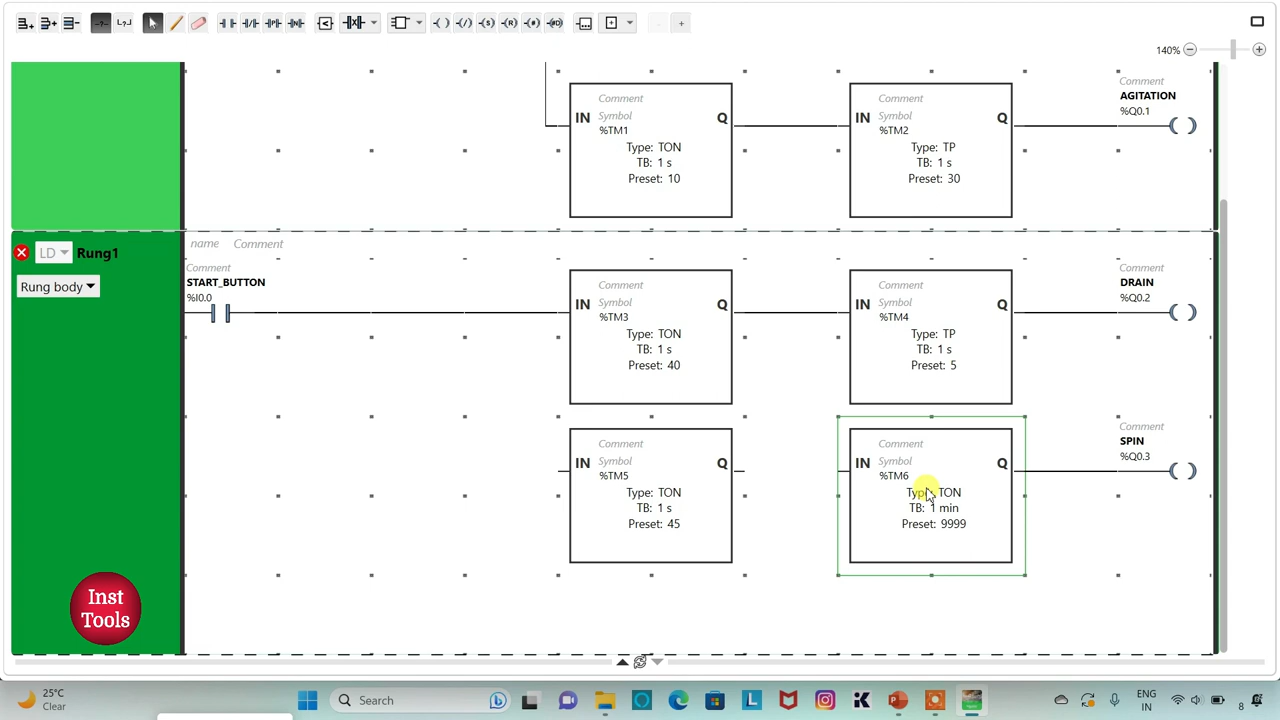 140%
Comment
AGITATION
%Q0.1
Comment
Symbol
IN Q
%TM1
Type: TON
TB: 1 s
Preset: 10
Comment
Symbol
IN Q
%TM2
Type: TP
TB: 1 s
Preset: 30
LD Rung1
Rung body
name Comment
Comment
START_BUTTON
%I0.0
Comment
Symbol
IN Q
%TM3
Type: TON
TB: 1 s
Preset: 40
Comment
Symbol
IN Q
%TM4
Type: TP
TB: 1 s
Preset: 5
Comment
DRAIN
%Q0.2
Comment
Symbol
IN Q
%TM5
Type: TON
TB: 1 s
Preset: 45
Comment
Symbol
IN Q
%TM6
Type: TON
TB: 1 min
Preset: 9999
Comment
SPIN
%Q0.3
Inst
Tools
25°C
Clear
Search
ENG
IN
8